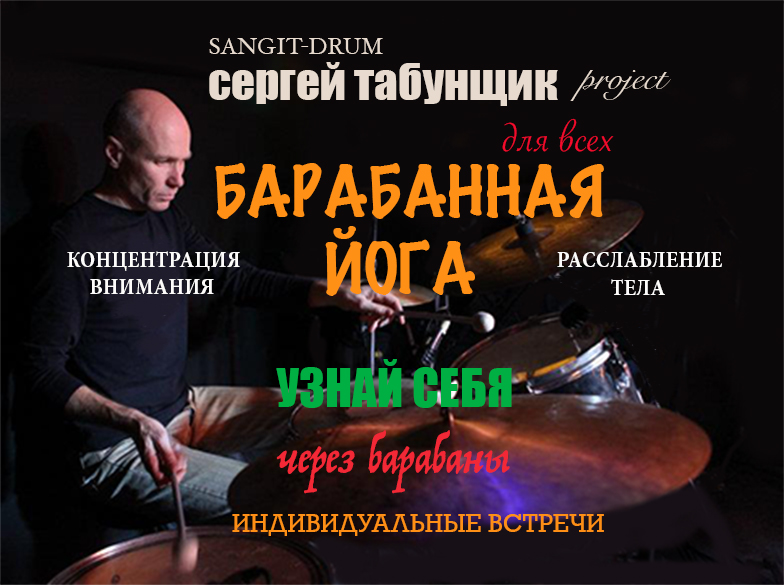 SANGIT-DRUM
сергей табунщик project
для всех
БАРАБАННАЯ
ЙОГА
КОНЦЕНТРАЦИЯ
ВНИМАНИЯ
РАССЛАБЛЕНИЕ
ТЕЛА
УЗНАЙ СЕБЯ
через барабаны
ИНДИВИДУАЛЬНЫЕ ВСТРЕЧИ